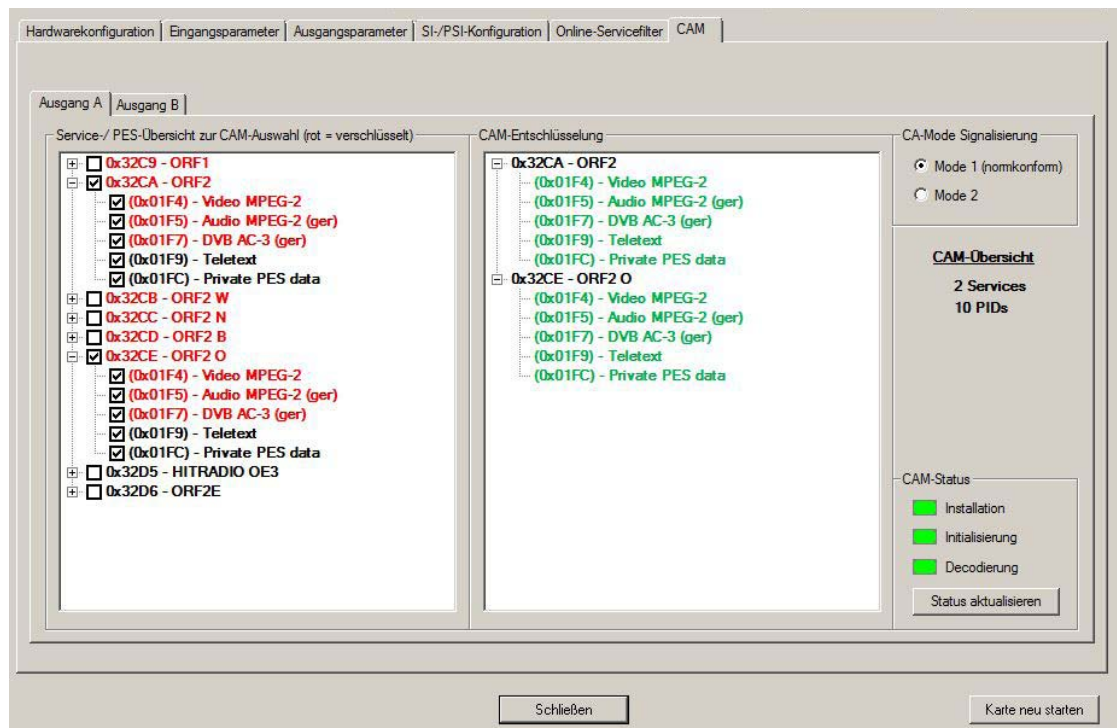 Hardwarekonfiguration Eingangsparameter Ausgangsparameter SI-/PSI-Konfiguration Online-Servicefilter CAM
Ausgang A Ausgang B
Service-/ PES-Übersicht zur CAM-Auswahl (rot = verschlüsselt)
0x32C9 - ORF1
0x32CA - ORF2
(0x01F4) - Video MPEG-2
(0x01F5) - Audio MPEG-2 (ger)
(0x01F7) - DVB AC-3 (ger)
(0x01F9) - Teletext
(0x01FC) - Private PES data
0x32CB - ORF2 W
0x32CC - ORF2 N
0x32CD - ORF2 B
0x32CE - ORF2 O
(0x01F4) - Video MPEG-2
(0x01F5) - Audio MPEG-2 (ger)
(0x01F7) - DVB AC-3 (ger)
(0x01F9) - Teletext
(0x01FC) - Private PES data
0x32D5 - HITRADIO OE3
0x32D6 - ORF2E
CAM-Entschlüsselung
0x32CA - ORF2
(0x01F4) - Video MPEG-2
(0x01F5) - Audio MPEG-2 (ger)
(0x01F7) - DVB AC-3 (ger)
(0x01F9) - Teletext
(0x01FC) - Private PES data
0x32CE - ORF2 O
(0x01F4) - Video MPEG-2
(0x01F5) - Audio MPEG-2 (ger)
(0x01F7) - DVB AC-3 (ger)
(0x01F9) - Teletext
(0x01FC) - Private PES data
CA-Mode Signalisierung
Mode 1 (normkonform)
Mode 2
CAM-Übersicht
2 Services
10 PIDs
CAM-Status
Installation
Initialisierung
Decodierung
Status aktualisieren
Schließen
Karte neu starten